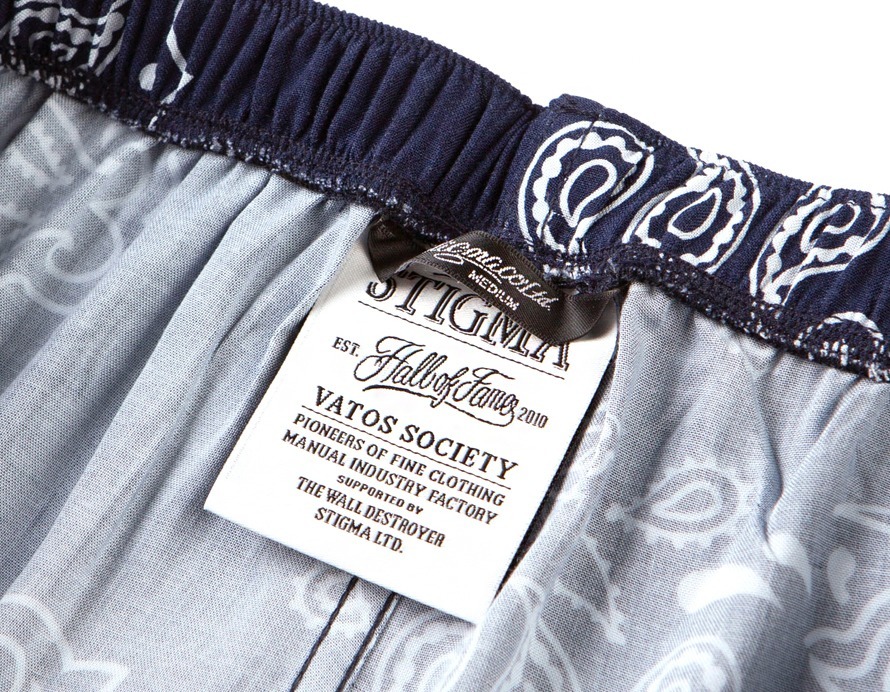 MEDIUM
STIGMA
EST. Hall of Fame 2010
VATOS SOCIETY
PIONEERS OF FINE CLOTHING
MANUAL INDUSTRY FACTORY
SUPPORTED BY
THE WALL DESTROYER
STIGMA LTD.